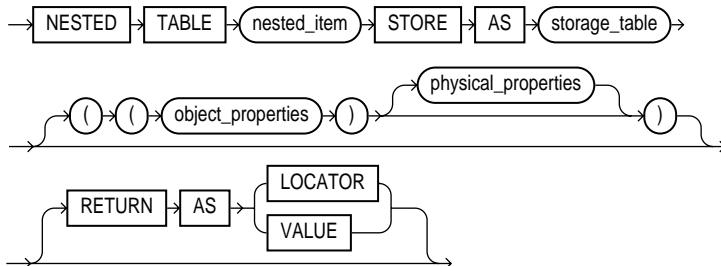 NESTED TABLE nested_item STORE AS storage_table
physical_properties
( ( object_properties ) )
LOCATOR
RETURN AS
VALUE